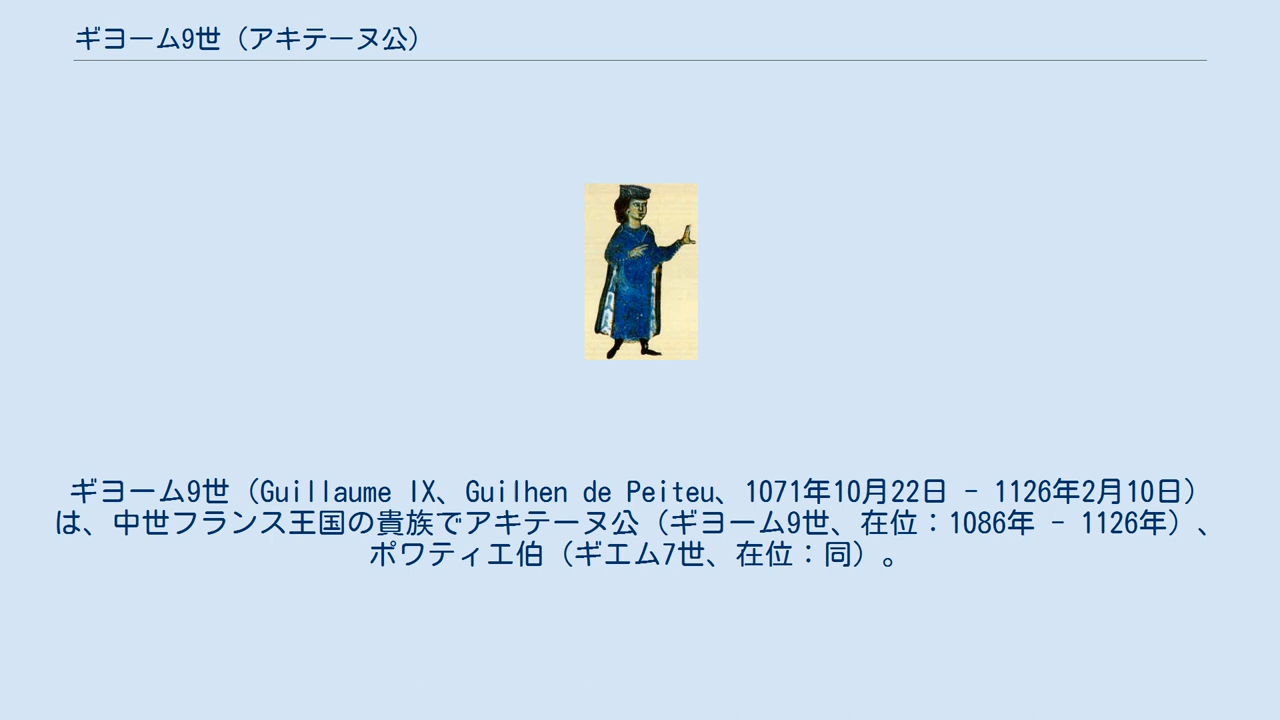 ギヨーム9世（アキテーヌ公）
ギヨーム9世（Guillaume IX、Guilhen de Peiteu、1071年10月22日 - 1126年2月10日）
は、中世フランス王国の貴族でアキテーヌ公（ギヨーム9世、在位：1086年 - 1126年）、
ポワティエ伯（ギエム7世、在位：同）。